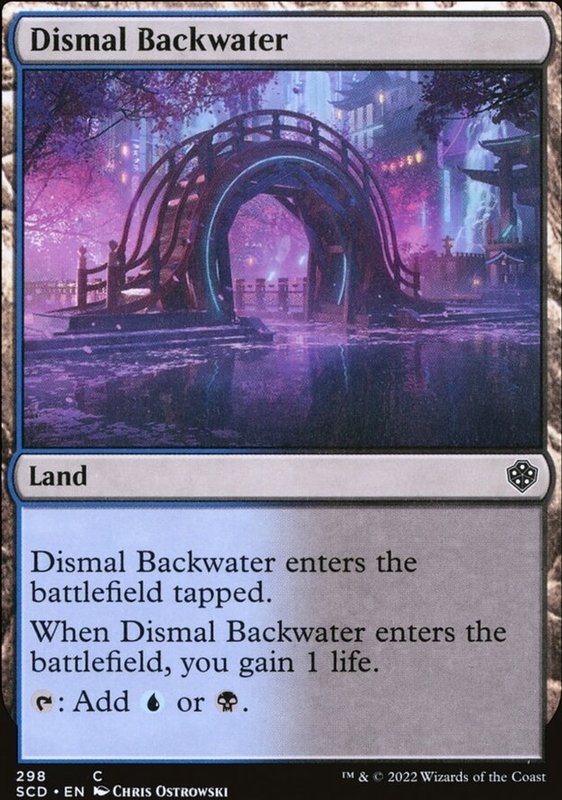 Dismal Backwater
Land
Dismal Backwater enters the
battlefield tapped.
When Dismal Backwater enters the
battlefield, you gain 1 life.
: Add or .
298 C
SCD • EN Chris Ostrowski
™ & © 2022 Wizards of the Coast